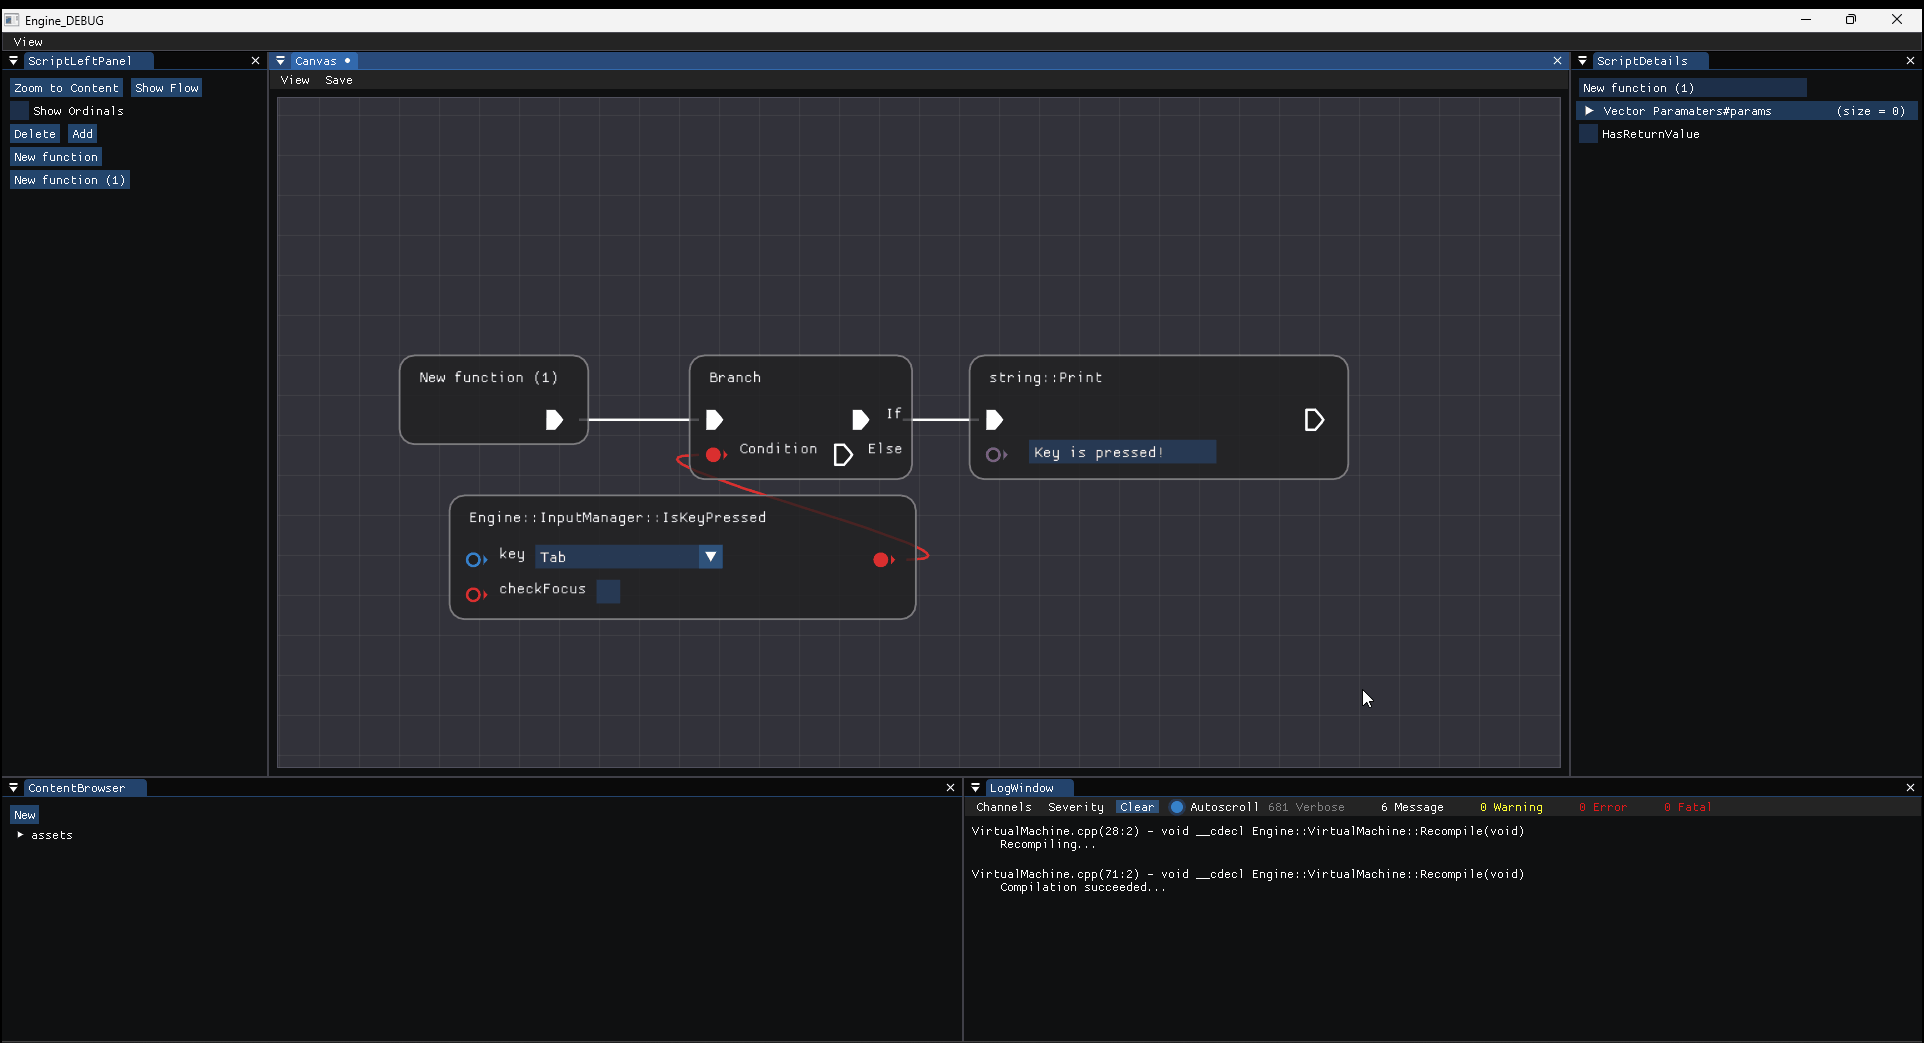 Engine_DEBUG
View
ScriptLeftPanel
Zoom to Content Show Flow
Show Ordinals
Delete Add
New function
New function (1)
Canvas
View Save
New function (1)
Branch
If
Condition Else
string::Print
Key is pressed!
Engine::InputManager::IsKeyPressed
key Tab
checkFocus
ScriptDetails
New function (1)
Vector Paramaters#params (size = 0)
HasReturnValue
ContentBrowser
New
assets
LogWindow
Channels Severity Clear Autoscroll 681 Verbose 6 Message 0 Warning 0 Error 0 Fatal
VirtualMachine.cpp(28:2) - void __cdecl Engine::VirtualMachine::Recompile(void)
Recompiling...
VirtualMachine.cpp(71:2) - void __cdecl Engine::VirtualMachine::Recompile(void)
Compilation succeeded...